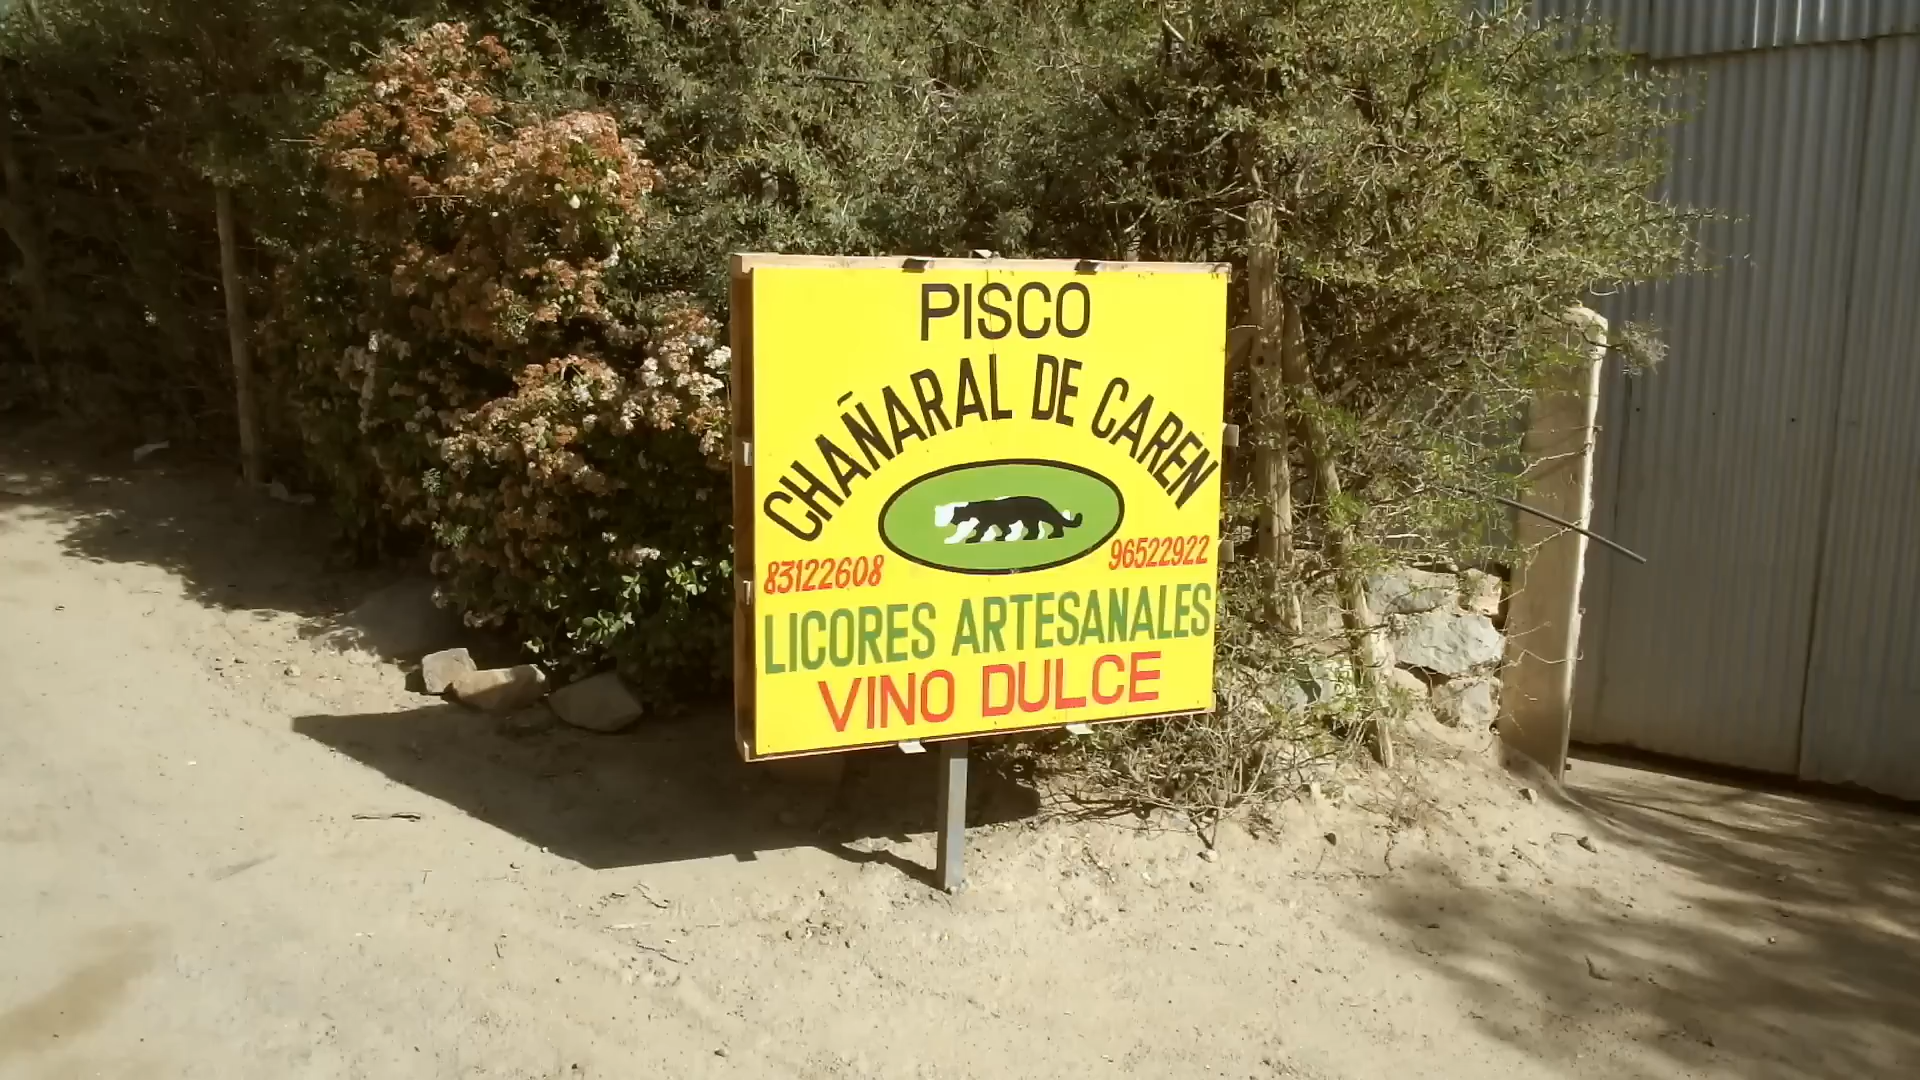 PISCO
CHAÑARAL DE CAREN
83122608
96522922
LICORES ARTESANALES
VINO DULCE